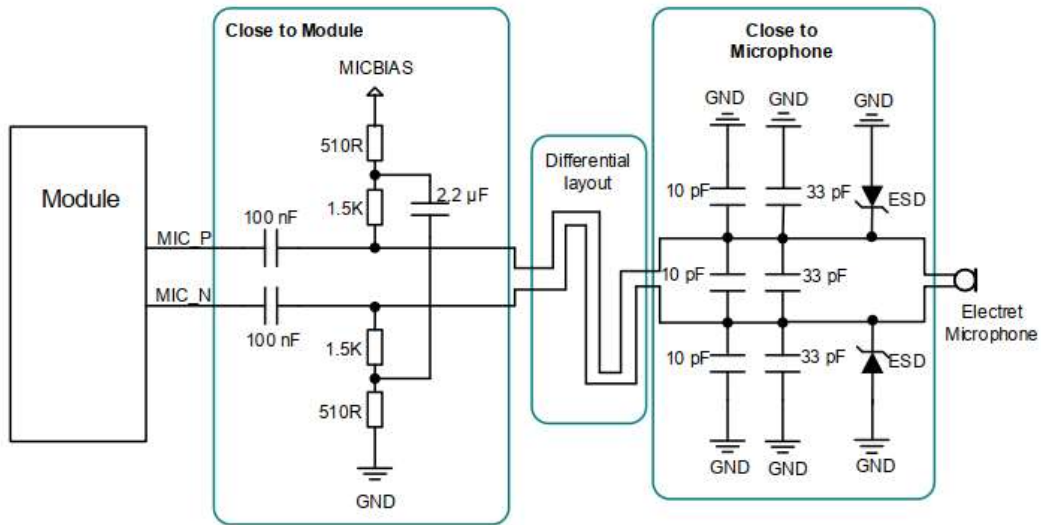 Close to Module
MICBIAS
510R
1.5K
2.2 µF
Module
100 nF
MIC_P
MIC_N
100 nF
1.5K
510R
GND
Differential
layout
Close to
Microphone
GND
GND
GND
10 pF
33 pF
ESD
10 pF
33 pF
Electret
Microphone
10 pF
33 pF
ESD
GND
GND
GND